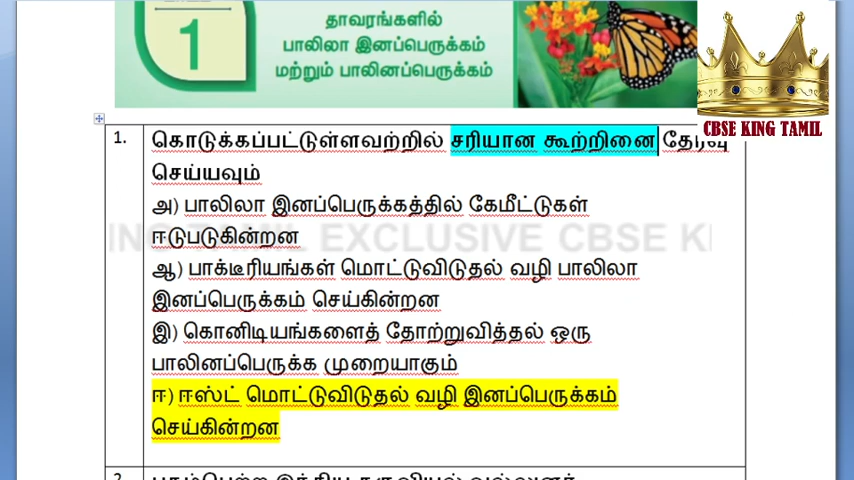 1
தாவரங்களில்
பாலிலா இனப்பெருக்கம்
மற்றும் பாலினப்பெருக்கம்
CBSE KING TAMIL
1. கொடுக்கப்பட்டுள்ளவற்றில் சரியான கூற்றினை தேர்வு
செய்யவும்
அ) பாலிலா இனப்பெருக்கத்தில் கேமீட்டுகள்
ஈடுபடுகின்றன
ஆ) பாக்டீரியங்கள் மொட்டுவிடுதல் வழி பாலிலா
இனப்பெருக்கம் செய்கின்றன
இ) கொனிடியங்களைத் தோற்றுவித்தல் ஒரு
பாலினப்பெருக்க முறையாகும்
ஈ) ஈஸ்ட் மொட்டுவிடுதல் வழி இனப்பெருக்கம்
செய்கின்றன
EXCLUSIVE CBSE
2.